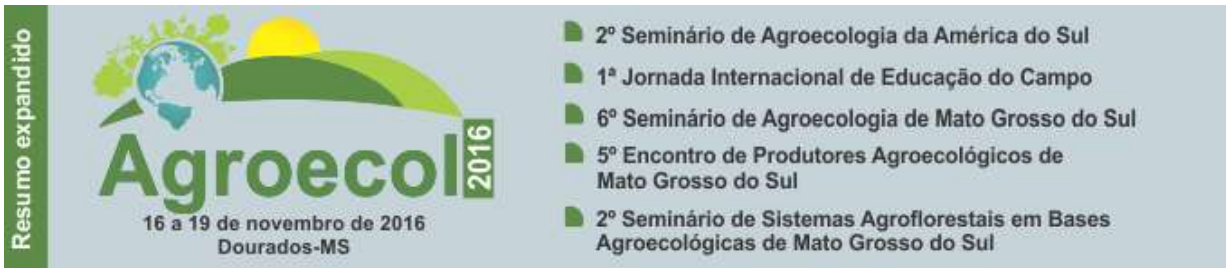 Resumo expandido
Agroecol
2016
16 a 19 de novembro de 2016
Dourados-MS
2º Seminário de Agroecologia da América do Sul
1ª Jornada Internacional de Educação do Campo
6º Seminário de Agroecologia de Mato Grosso do Sul
5º Encontro de Produtores Agroecológicos de
Mato Grosso do Sul
2º Seminário de Sistemas Agroflorestais em Bases
Agroecológicas de Mato Grosso do Sul